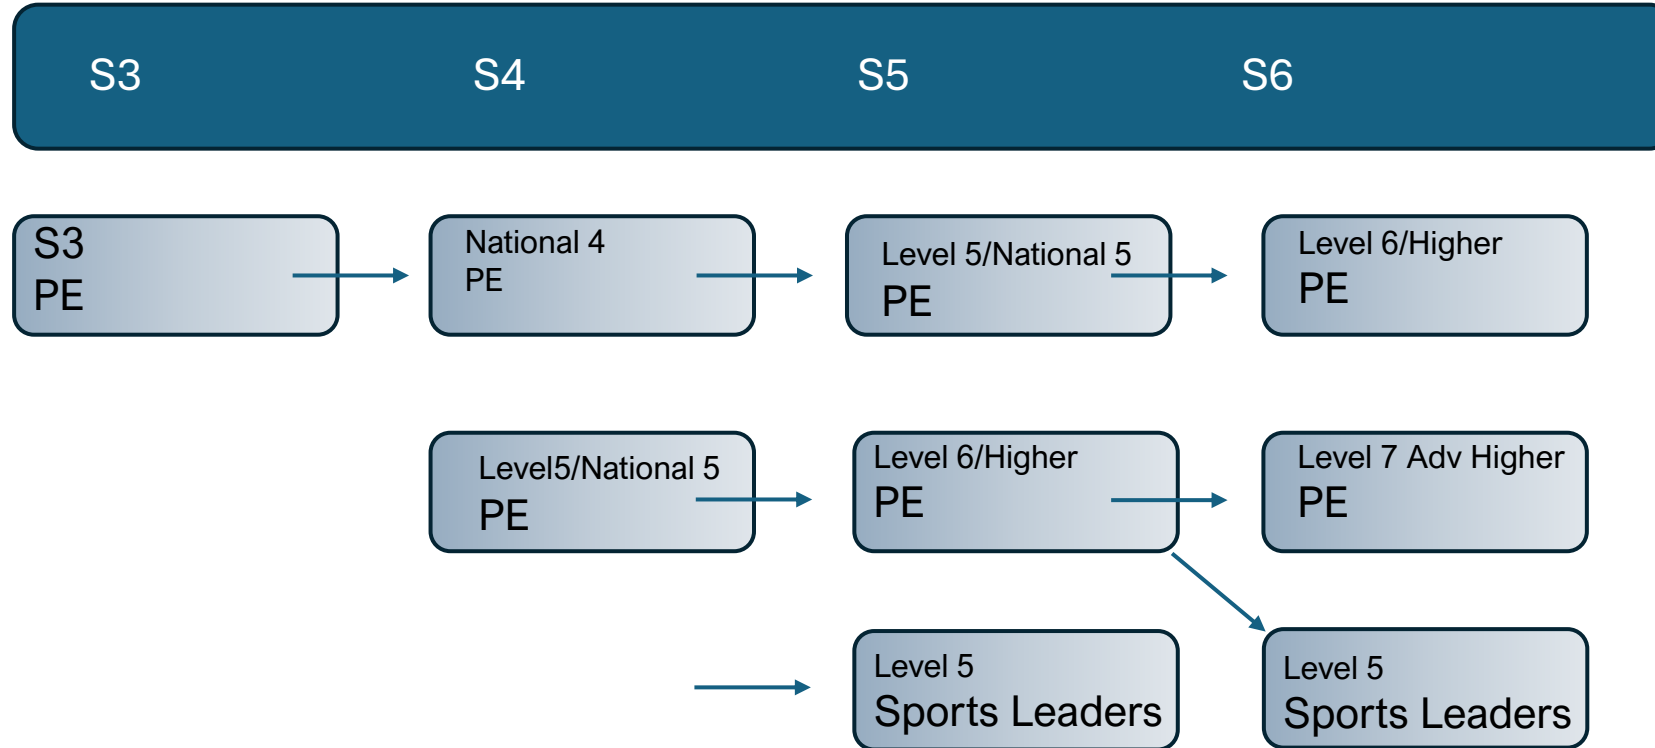 S3 S4 S5 S6
S3
PE
National 4
PE
Level 5/National 5
PE
Level 6/Higher
PE
Level5/National 5
PE
Level 6/Higher
PE
Level 7 Adv Higher
PE
Level 5
Sports Leaders
Level 5
Sports Leaders